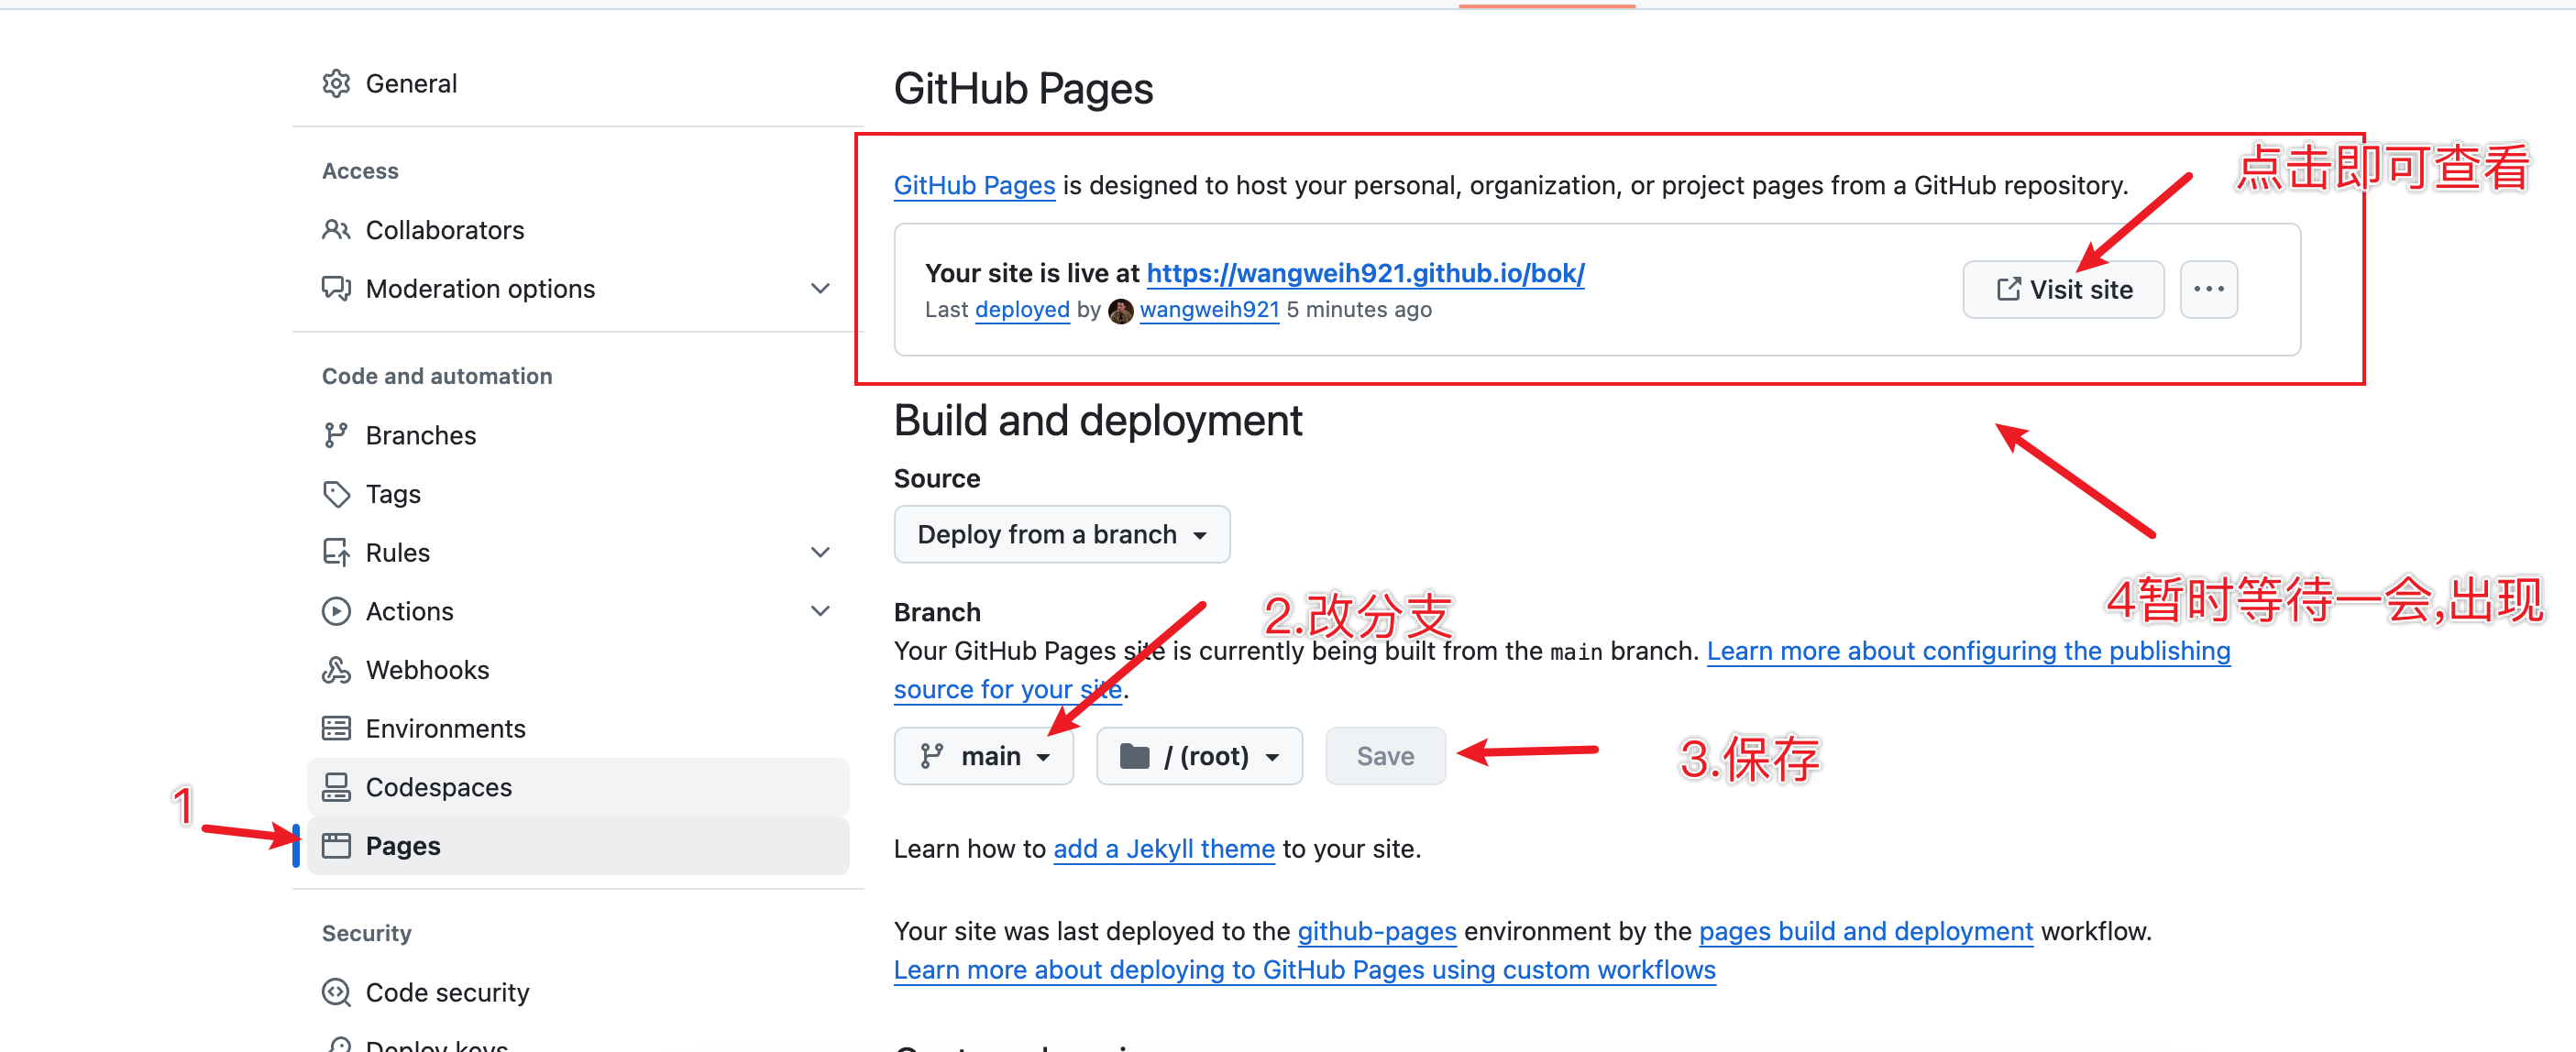 General
Access
Collaborators
Moderation options
Code and automation
Branches
Tags
Rules
Actions
Webhooks
Environments
Codespaces
1
Pages
Security
Code security
Deploy keys
GitHub Pages
点击即可查看
GitHub Pages is designed to host your personal, organization, or project pages from a GitHub repository.
Your site is live at https://wangweih921.github.io/bok/
Last deployed by wangweih921 5 minutes ago
Visit site
Build and deployment
Source
Deploy from a branch
4暂时等待一会,出现
2.改分支
Branch
Your GitHub Pages site is currently being built from the main branch. Learn more about configuring the publishing
source for your site.
main
/ (root)
Save
3.保存
Learn how to add a Jekyll theme to your site.
Your site was last deployed to the github-pages environment by the pages build and deployment workflow.
Learn more about deploying to GitHub Pages using custom workflows